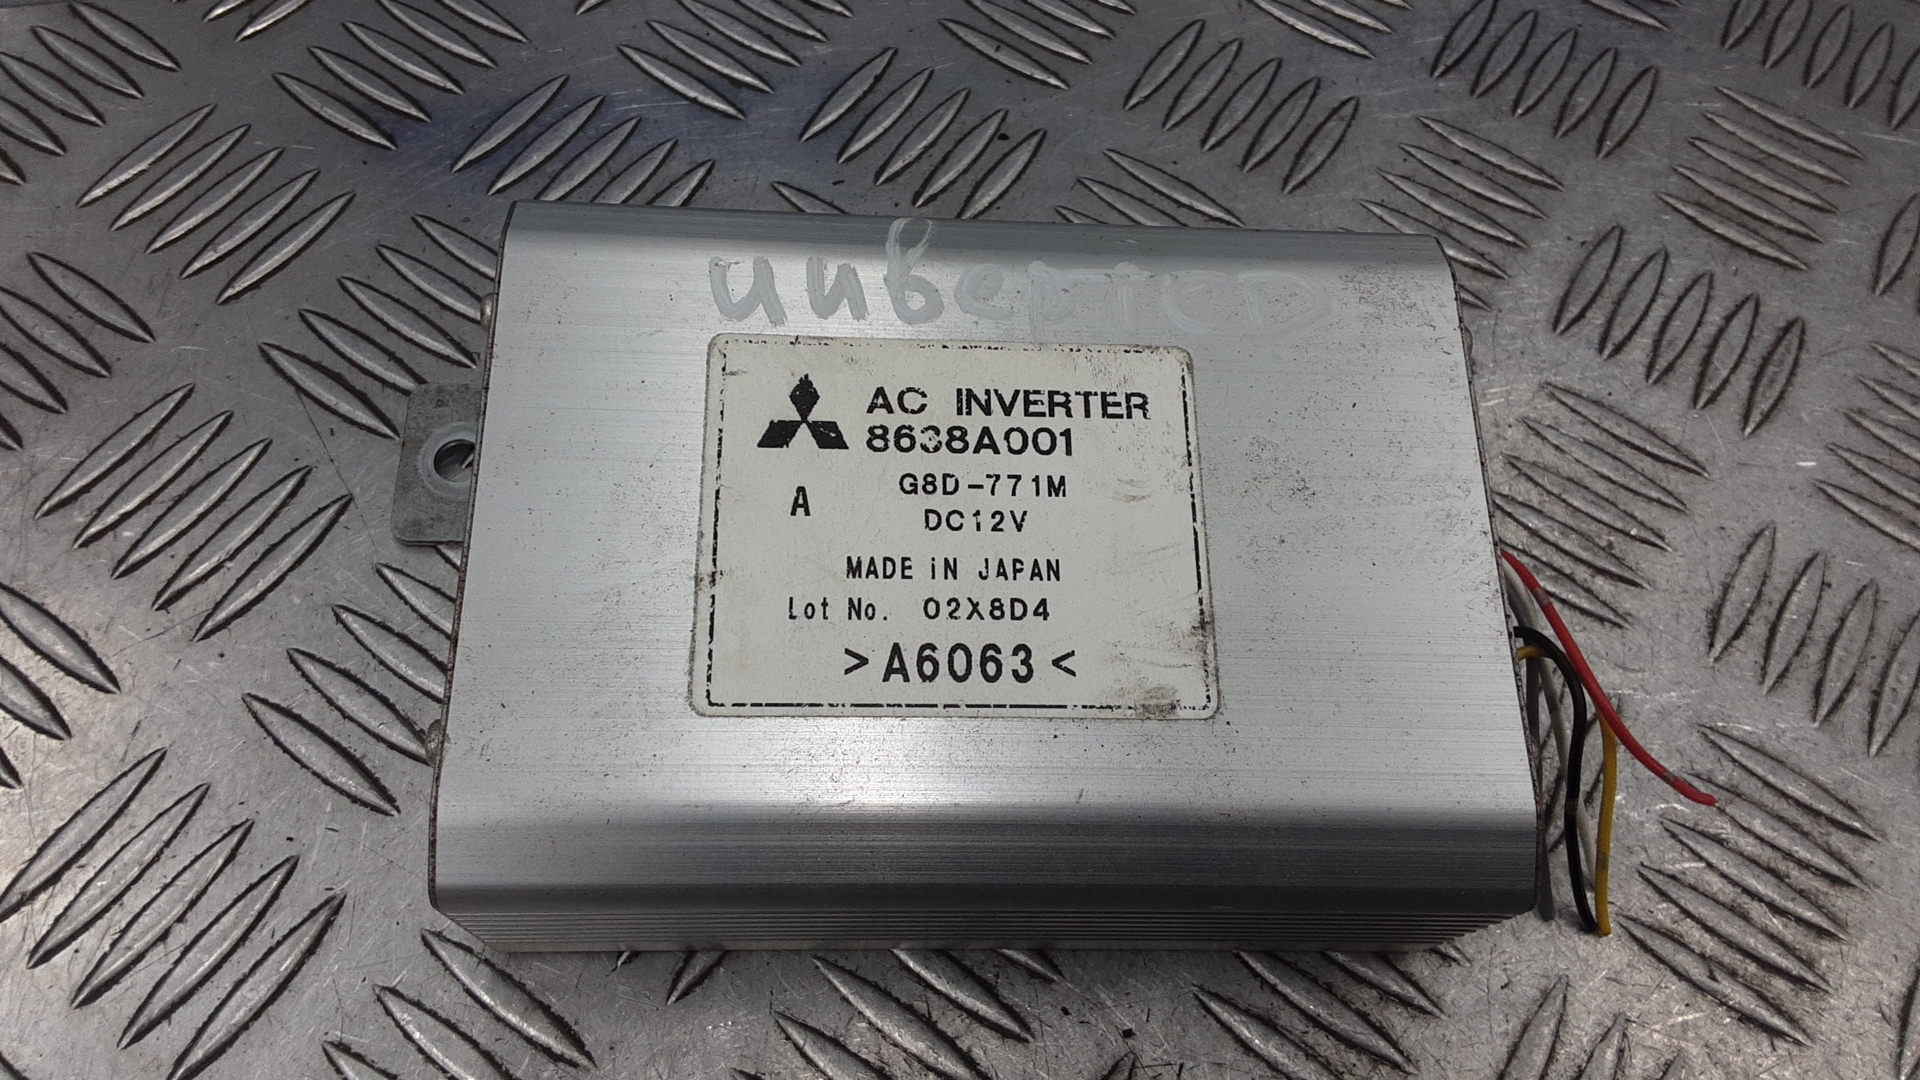 инвертор
AC INVERTER
8638A001
G8D-771M
A
DC12V
MADE iN JAPAN
Lot No. 02X8D4
>A6063<